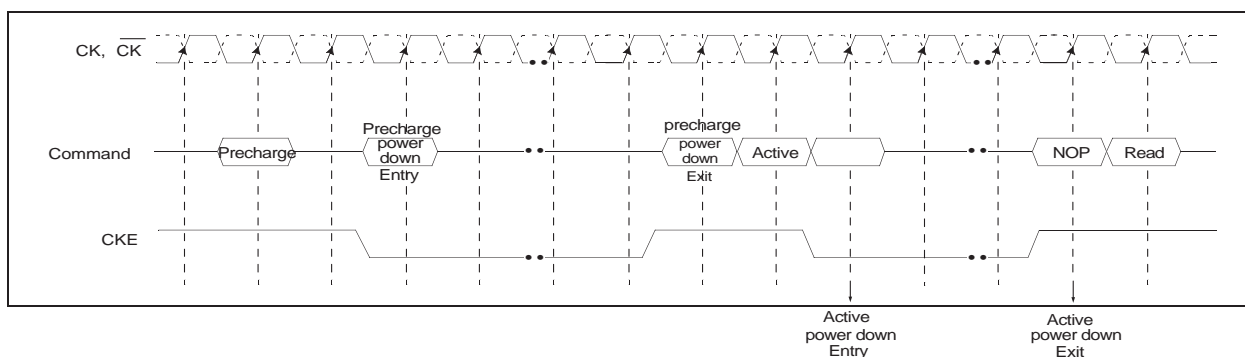 CK, CK
Command
Precharge
Precharge
power
down
Entry
precharge
power
down
Exit
Active
NOP
Read
CKE
Active
power down
Entry
Active
power down
Exit